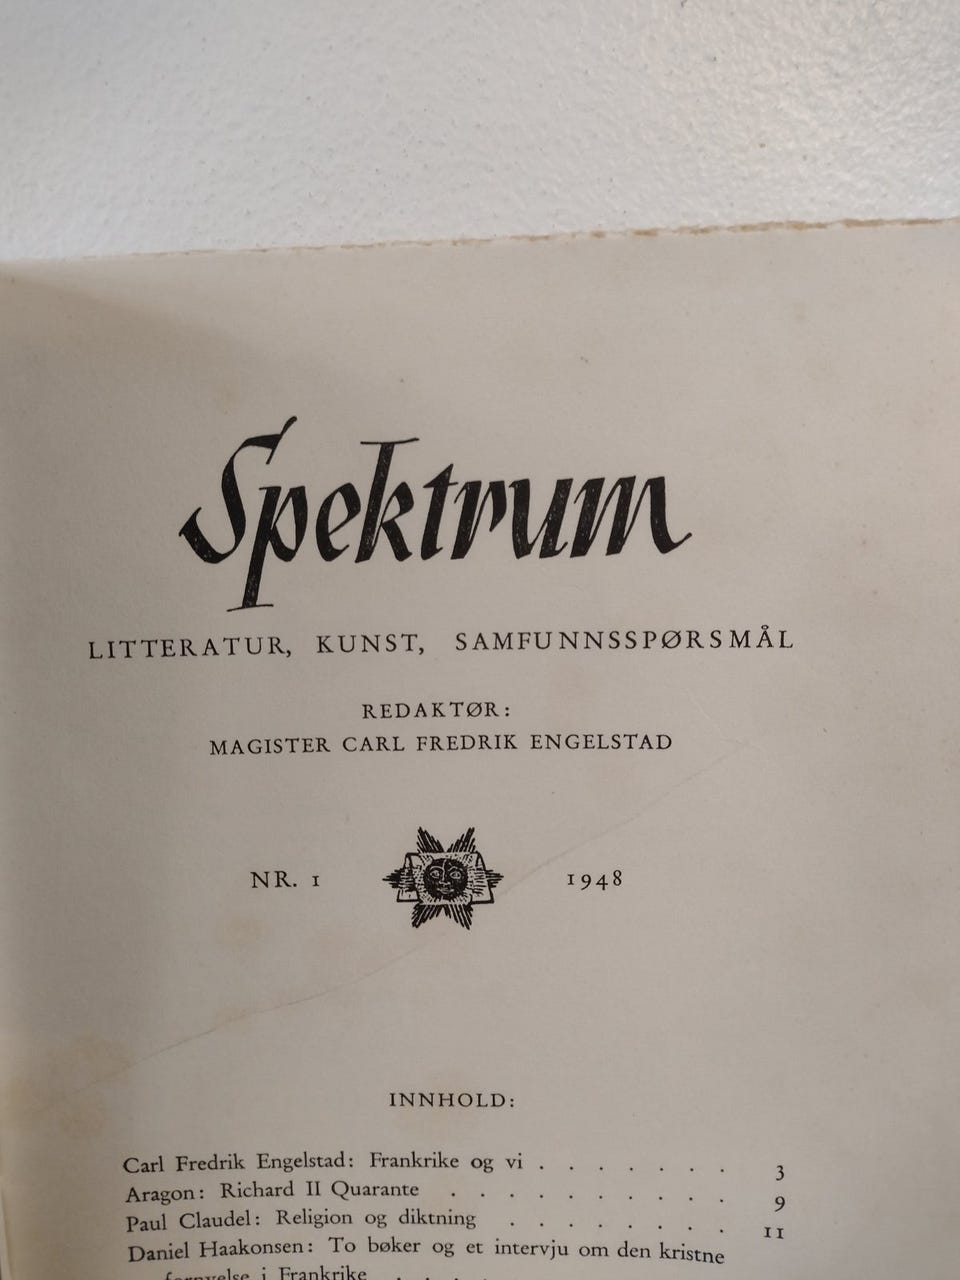 Spektrum
LITTERATUR, KUNST, SAMFUNNSSPØRSMÅL
REDAKTØR:
MAGISTER CARL FREDRIK ENGELSTAD
NR. 1 1948
INNHOLD:
Carl Fredrik Engelstad: Frankrike og vi . . . . . . . 3
Aragon: Richard II Quarante . . . . . . . . . . 9
Paul Claudel: Religion og diktning . . . . . . . . 11
Daniel Haakonsen: To bøker og et intervju om den kristne
fornyelse i Frankrike . . .